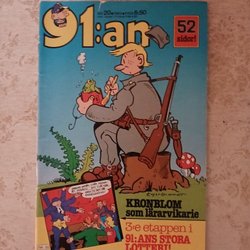 91:an
52
sidor!
KRONBLOM
som lärarvikarie
3:e etappen i
91:ANS STORA
LOTTERI!